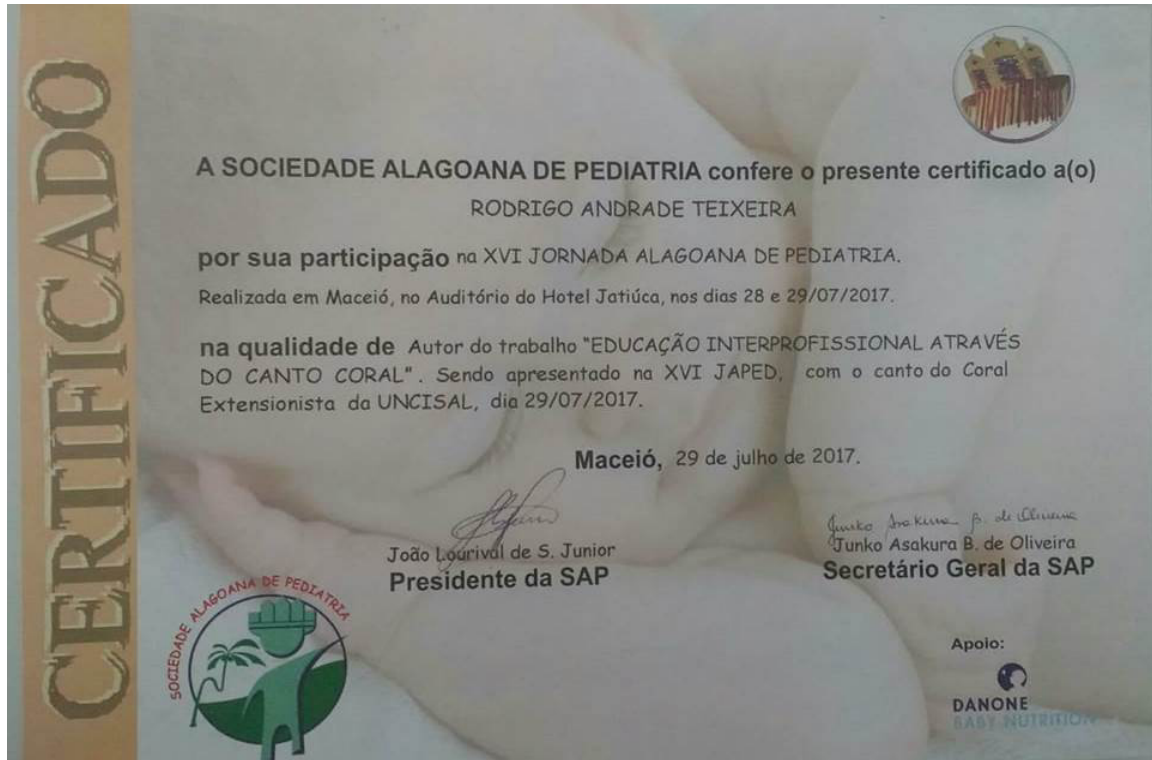 CERTIFICADO
A SOCIEDADE ALAGOANA DE PEDIATRIA confere o presente certificado a(o)
RODRIGO ANDRADE TEIXEIRA
por sua participação na XVI JORNADA ALAGOANA DE PEDIATRIA.
Realizada em Maceió, no Auditório do Hotel Jatiúca, nos dias 28 e 29/07/2017.
na qualidade de Autor do trabalho "EDUCAÇÃO INTERPROFISSIONAL ATRAVÉS
DO CANTO CORAL". Sendo apresentado na XVI JAPED, com o canto do Coral
Extensionista da UNCISAL, dia 29/07/2017.
Maceió, 29 de julho de 2017.
Junko Asakura B. de Oliveira
João Lourival de S. Junior
Presidente da SAP
Junko Asakura B. de Oliveira
Secretário Geral da SAP
SOCIEDADE ALAGOANA DE PEDIATRIA
Apoio:
DANONE
BABY NUTRITION